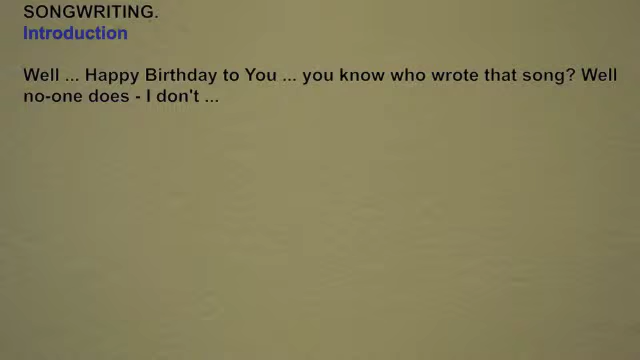 SONGWRITING.
Introduction
Well ... Happy Birthday to You ... you know who wrote that song? Well
no-one does - I don't ...